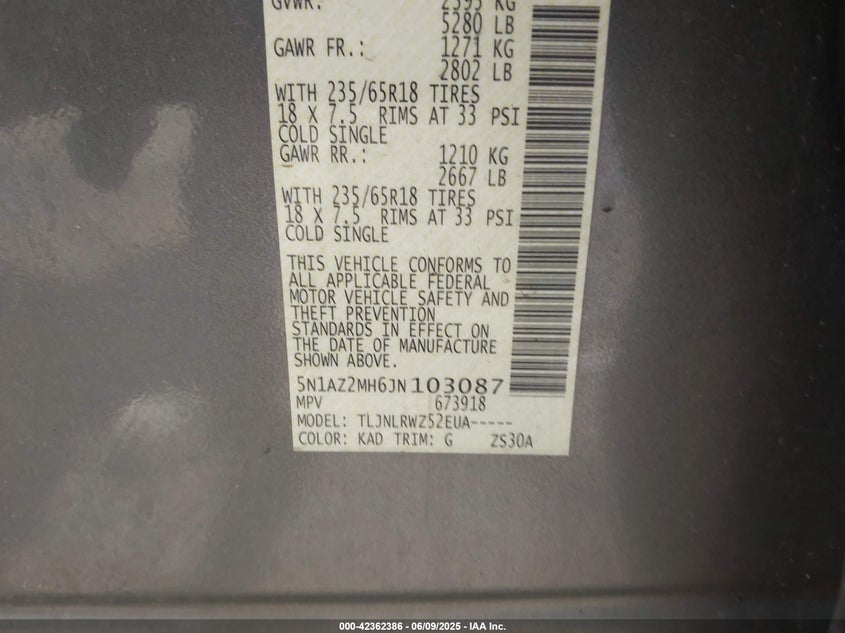 GVWR: 2395 KG
5280 LB
GAWR FR.: 1271 KG
2802 LB
WITH 235/65R18 TIRES
18 X 7.5 RIMS AT 33 PSI
COLD SINGLE
GAWR RR.: 1210 KG
2667 LB
WITH 235/65R18 TIRES
18 X 7.5 RIMS AT 33 PSI
COLD SINGLE
THIS VEHICLE CONFORMS TO
ALL APPLICABLE FEDERAL
MOTOR VEHICLE SAFETY AND
THEFT PREVENTION
STANDARDS IN EFFECT ON
THE DATE OF MANUFACTURE
SHOWN ABOVE.
5N1AZ2MH6JN103087
MPV 673918
MODEL: TLJNLRWZ52EUA-----
COLOR: KAD TRIM: G ZS30A
000-42362386 - 06/09/2025 - IAA Inc.